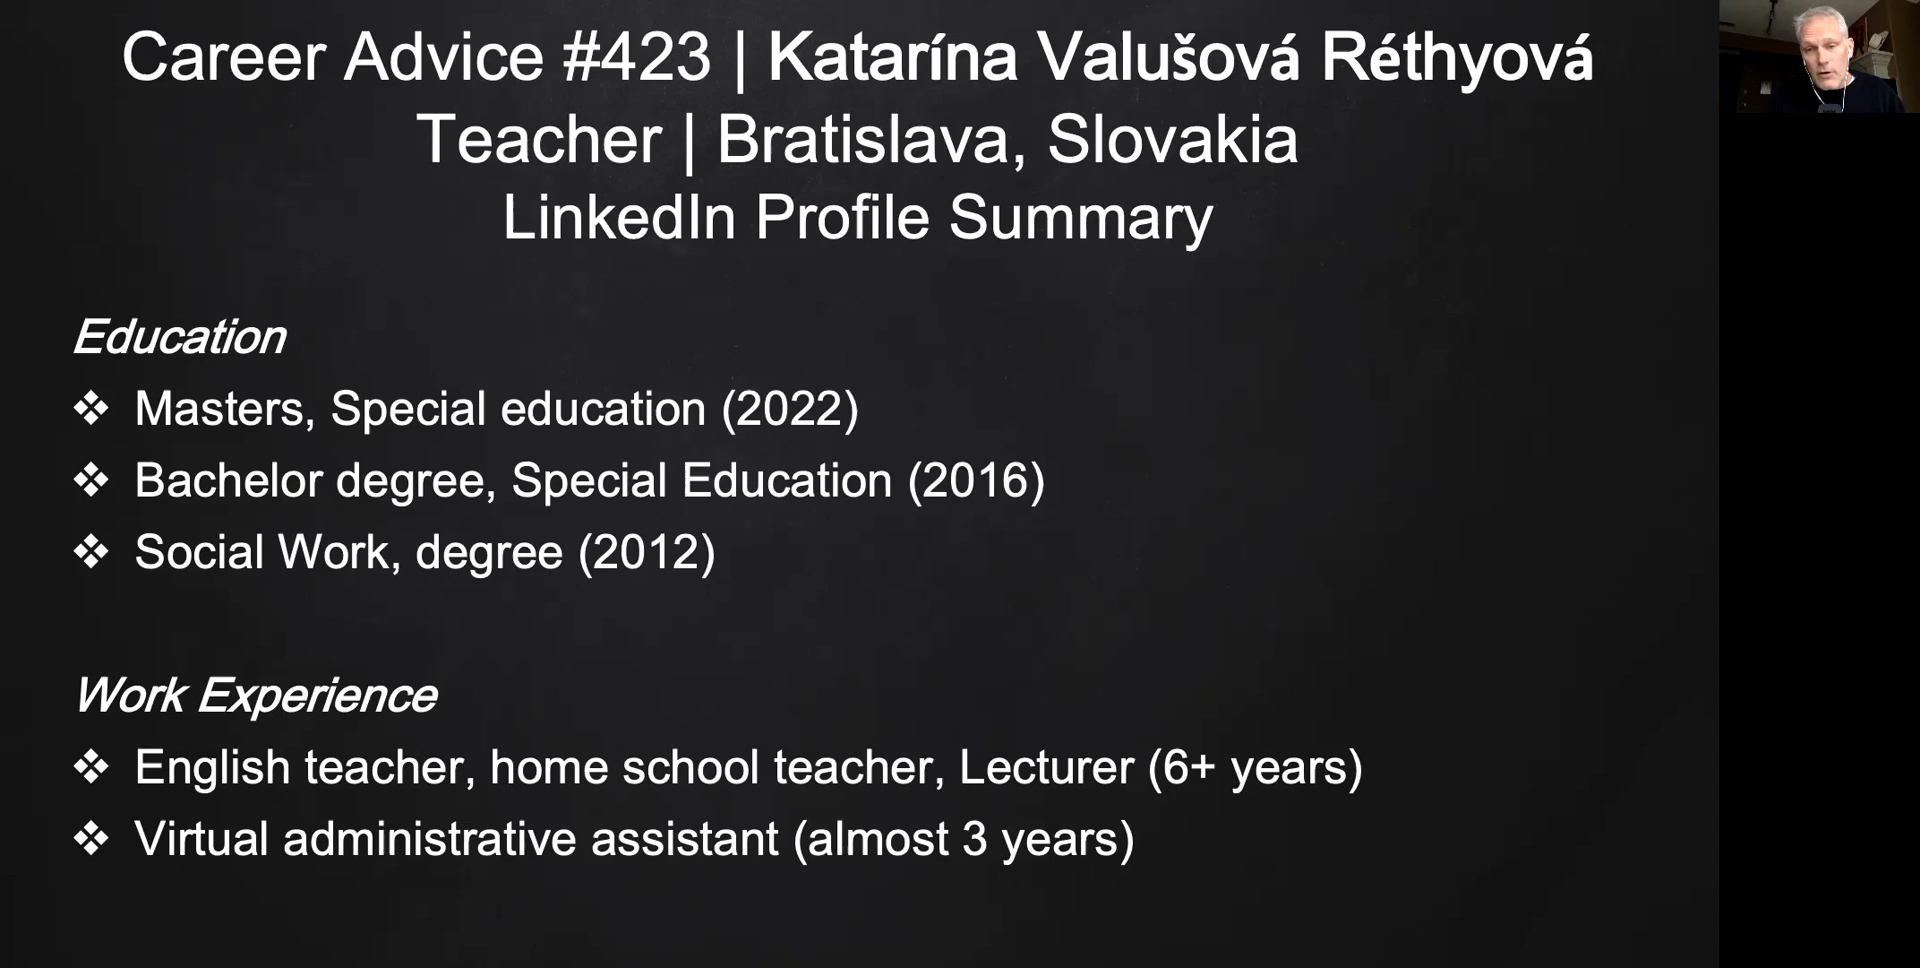 Career Advice #423 | Katarína Valušová Réthyová
Teacher | Bratislava, Slovakia
LinkedIn Profile Summary
Education
❖ Masters, Special education (2022)
❖ Bachelor degree, Special Education (2016)
❖ Social Work, degree (2012)
Work Experience
❖ English teacher, home school teacher, Lecturer (6+ years)
❖ Virtual administrative assistant (almost 3 years)